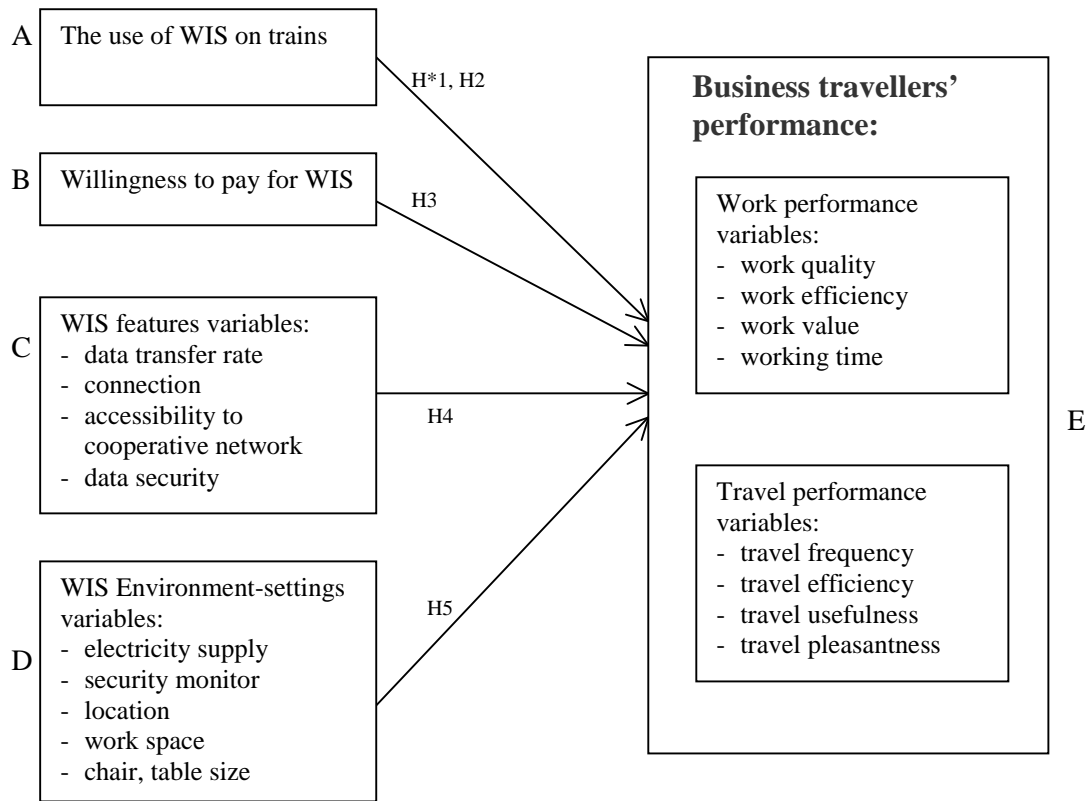 A
The use of WIS on trains
H*1, H2
B
Willingness to pay for WIS
H3
C
WIS features variables:
- data transfer rate
- connection
- accessibility to
cooperative network
- data security
H4
D
WIS Environment-settings
variables:
- electricity supply
- security monitor
- location
- work space
- chair, table size
H5
Business travellers’
performance:
Work performance
variables:
- work quality
- work efficiency
- work value
- working time
Travel performance
variables:
- travel frequency
- travel efficiency
- travel usefulness
- travel pleasantness
E